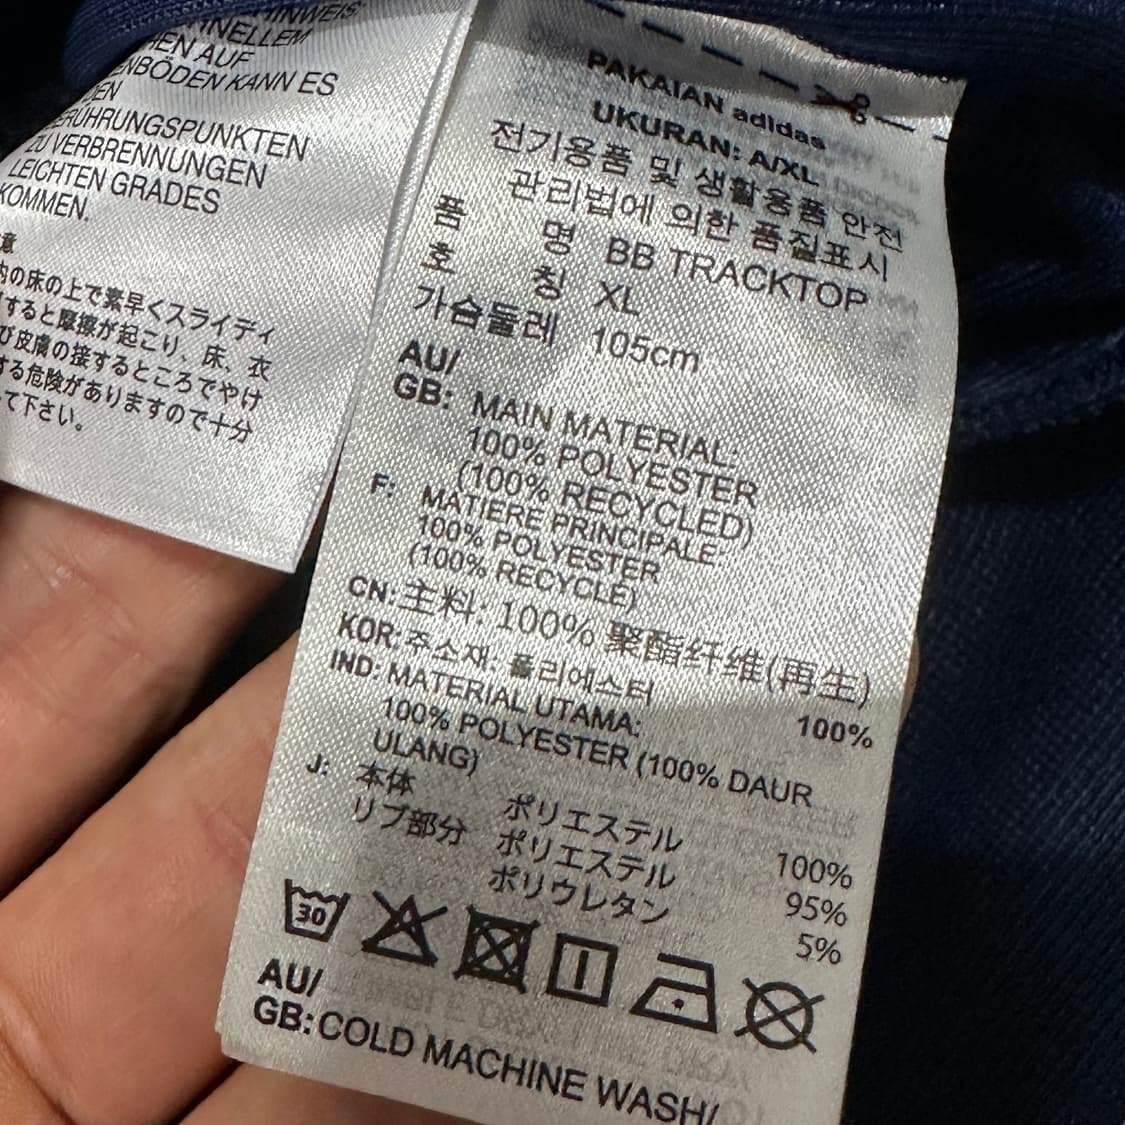 HINWEIS
AUF
KANN ES
PUNKTEN
ZU VERBRENNUNGEN
LEICHTEN GRADES
KOMMEN.
内の床の上で素早くスライディ
すると摩擦が起こり、床、衣
び皮膚の接するところでやけ
する危険がありますので十分
て下さい。
PAKAIAN adidas
UKURAN: A/XL
전기용품 및 생활용품 안전
관리법에 의한 품질표시
품 명 BB TRACKTOP
호 칭 XL
가슴둘레 105cm
AU/
GB: MAIN MATERIAL:
100% POLYESTER
(100% RECYCLED)
F: MATIERE PRINCIPALE:
100% POLYESTER
(100% RECYCLE)
CN: 主料: 100% 聚酯纤维(再生)
KOR: 주소재: 폴리에스터 100%
IND: MATERIAL UTAMA:
100% POLYESTER (100% DAUR
ULANG)
J: 本体 ポリエステル 100%
リブ部分 ポリエステル 95%
ポリウレタン 5%
30
AU/
GB: COLD MACHINE WASH/